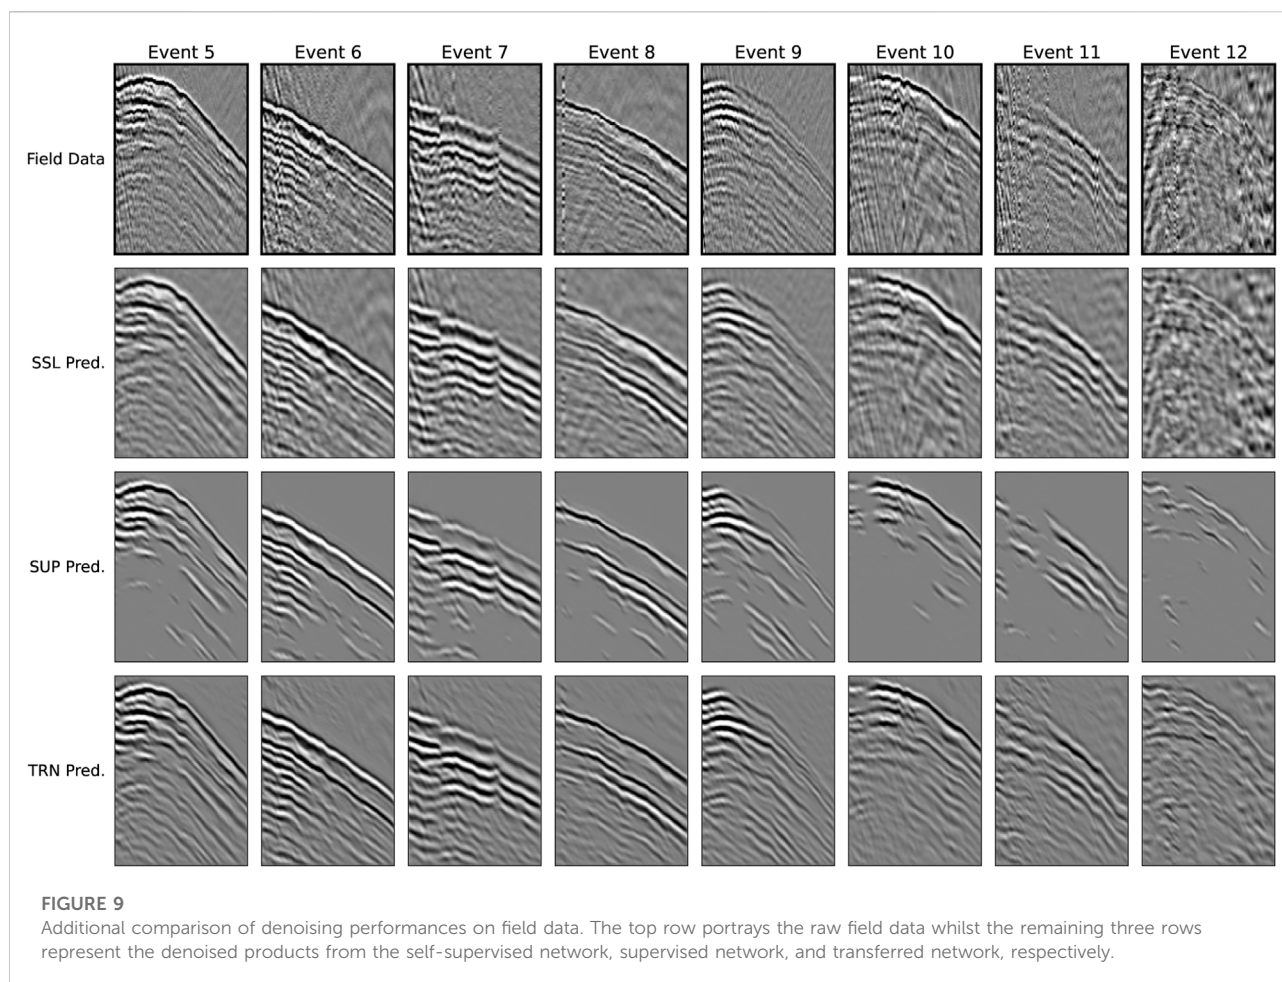 Event 5 Event 6 Event 7 Event 8 Event 9 Event 10 Event 11 Event 12
Field Data
SSL Pred.
SUP Pred.
TRN Pred.
FIGURE 9
Additional comparison of denoising performances on field data. The top row portrays the raw field data whilst the remaining three rows
represent the denoised products from the self-supervised network, supervised network, and transferred network, respectively.